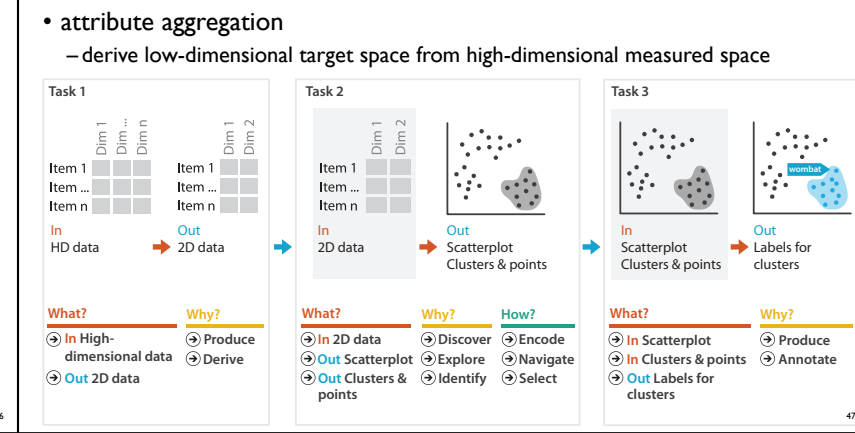 • attribute aggregation
– derive low-dimensional target space from high-dimensional measured space
Task 1
Dim 1
Dim ...
Dim n
Item 1
Item ...
Item n
In
HD data
Dim 1
Dim 2
Item 1
Item ...
Item n
Out
2D data
What?
In High-
dimensional data
Out 2D data
Why?
Produce
Derive
Task 2
Dim 1
Dim 2
Item 1
Item ...
Item n
In
2D data
Out
Scatterplot
Clusters & points
What?
In 2D data
Out Scatterplot
Out Clusters &
points
Why?
Discover
Explore
Identify
How?
Encode
Navigate
Select
Task 3
In
Scatterplot
Clusters & points
wombat
Out
Labels for
clusters
What?
In Scatterplot
In Clusters & points
Out Labels for
clusters
Why?
Produce
Annotate
6
47